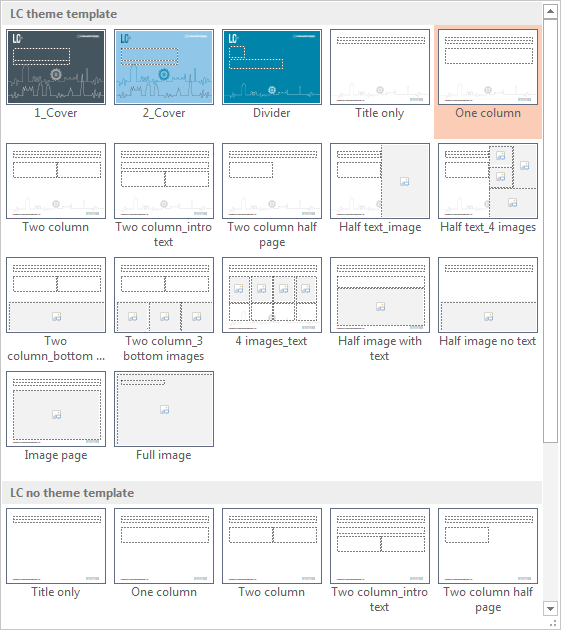 LC theme template
LC
LC
LC
1_Cover
2_Cover
Divider
Title only
One column
Two column
Two column_intro
text
Two column half
page
Half text_image
Half text_4 images
Two
column_bottom ...
Two column_3
bottom images
4 images_text
Half image with
text
Half image no text
Image page
Full image
LC no theme template
Title only
One column
Two column
Two column_intro
text
Two column half
page